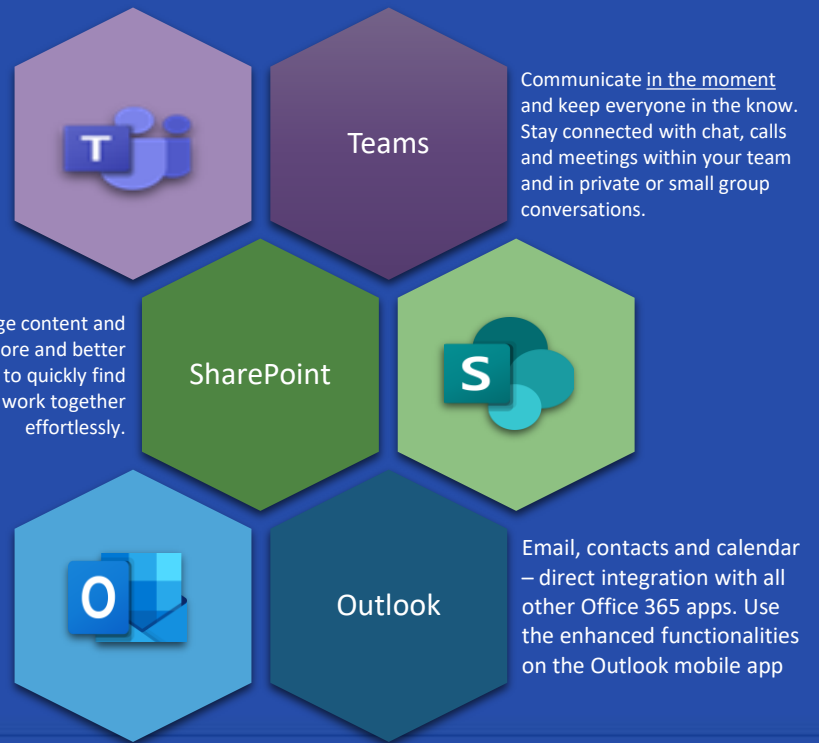 T
Teams
Communicate in the moment
and keep everyone in the know.
Stay connected with chat, calls
and meetings within your team
and in private or small group
conversations.
content and
and better
to quickly find
work together
effortlessly.
SharePoint
S
O
Outlook
Email, contacts and calendar
– direct integration with all
other Office 365 apps. Use
the enhanced functionalities
on the Outlook mobile app